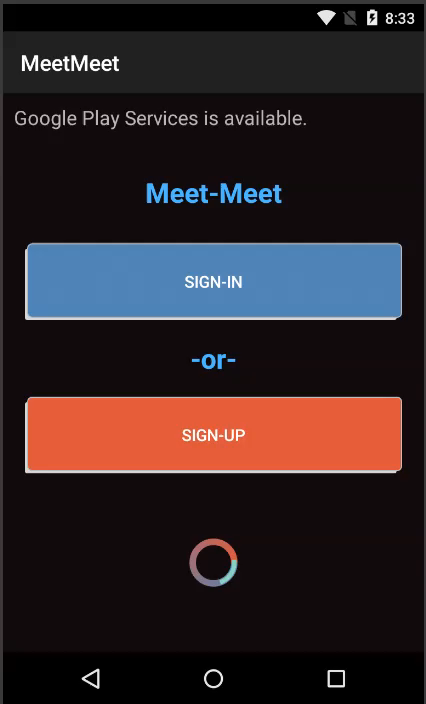 8:33
MeetMeet
Google Play Services is available.
Meet-Meet
SIGN-IN
-or-
SIGN-UP